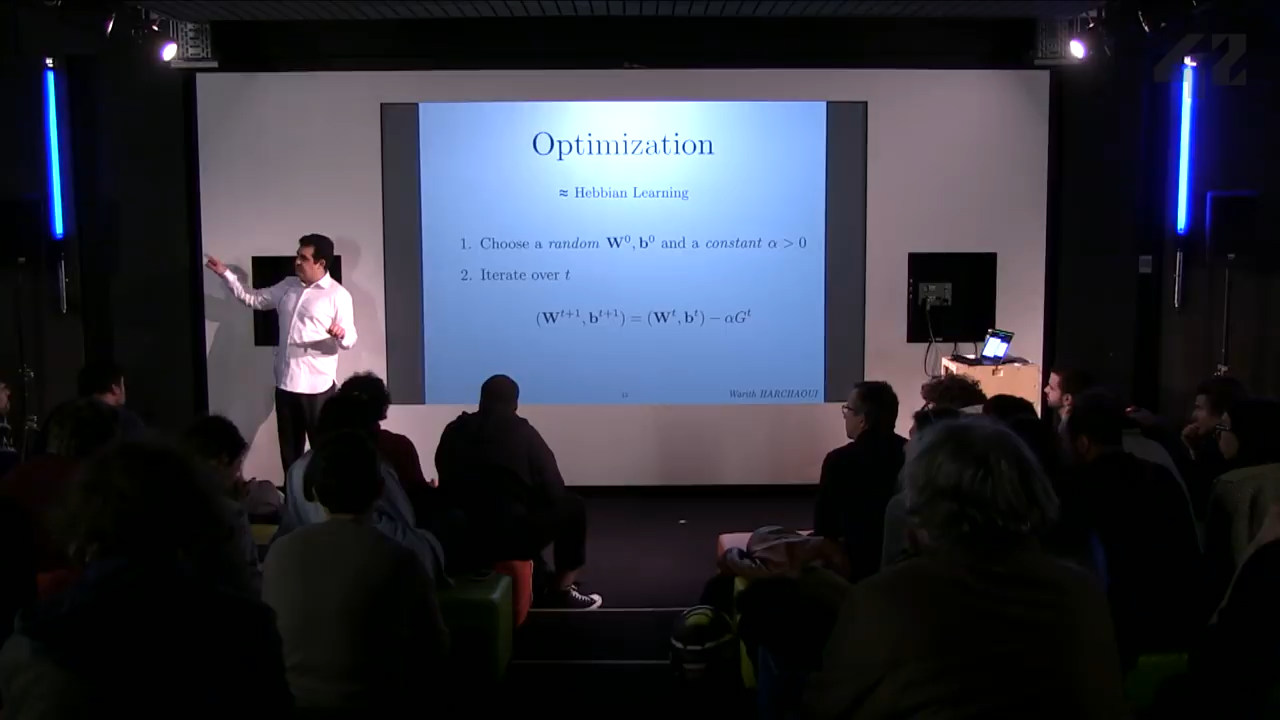 42
Optimization
≈ Hebbian Learning
1. Choose a random W⁰, b⁰ and a constant α > 0
2. Iterate over t
(Wᵗ⁺¹, bᵗ⁺¹) = (Wᵗ, bᵗ) − αGᵗ
Warith HARCHAOUI